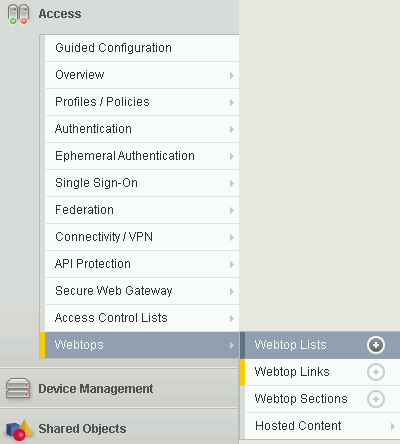 Access
Guided Configuration
Overview
Profiles / Policies
Authentication
Ephemeral Authentication
Single Sign-On
Federation
Connectivity / VPN
API Protection
Secure Web Gateway
Access Control Lists
Webtops
Webtop Lists
Webtop Links
Webtop Sections
Hosted Content
Device Management
Shared Objects